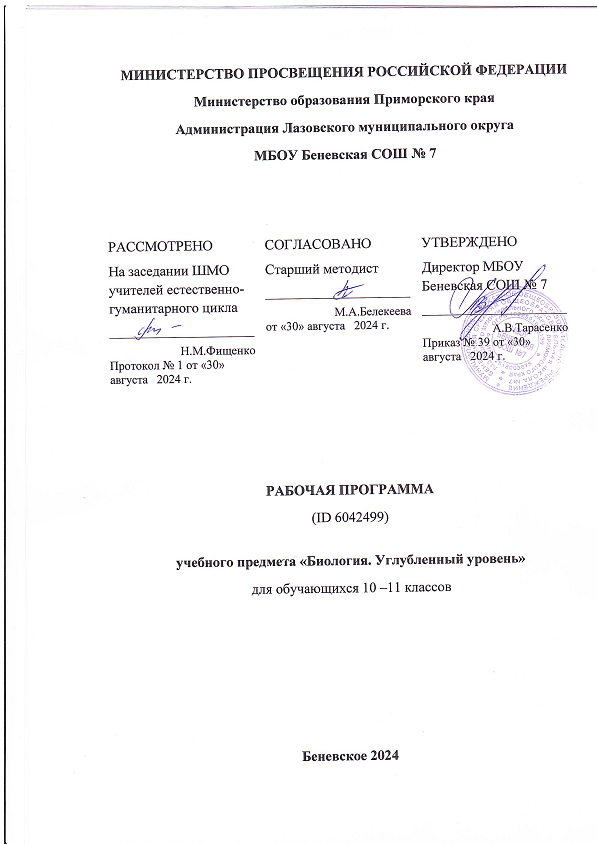 МИНИСТЕРСТВО ПРОСВЕЩЕНИЯ РОССИЙСКОЙ ФЕДЕРАЦИИ
Министерство образования Приморского края
Администрация Лазовского муниципального округа
МБОУ Беневская СОШ № 7
РАССМОТРЕНО
На заседании ШМО
учителей естественно-
гуманитарного цикла
Н.М.Фищенко
Протокол № 1 от «30»
августа 2024 г.
СОГЛАСОВАНО
Старший методист
М.А.Белекеева
от «30» августа 2024 г.
УТВЕРЖДЕНО
Директор МБОУ
Беневская СОШ № 7
А.В.Тарасенко
Приказ № 39 от «30»
августа 2024 г.
РАБОЧАЯ ПРОГРАММА
(ID 6042499)
учебного предмета «Биология. Углубленный уровень»
для обучающихся 10 –11 классов
Беневское 2024